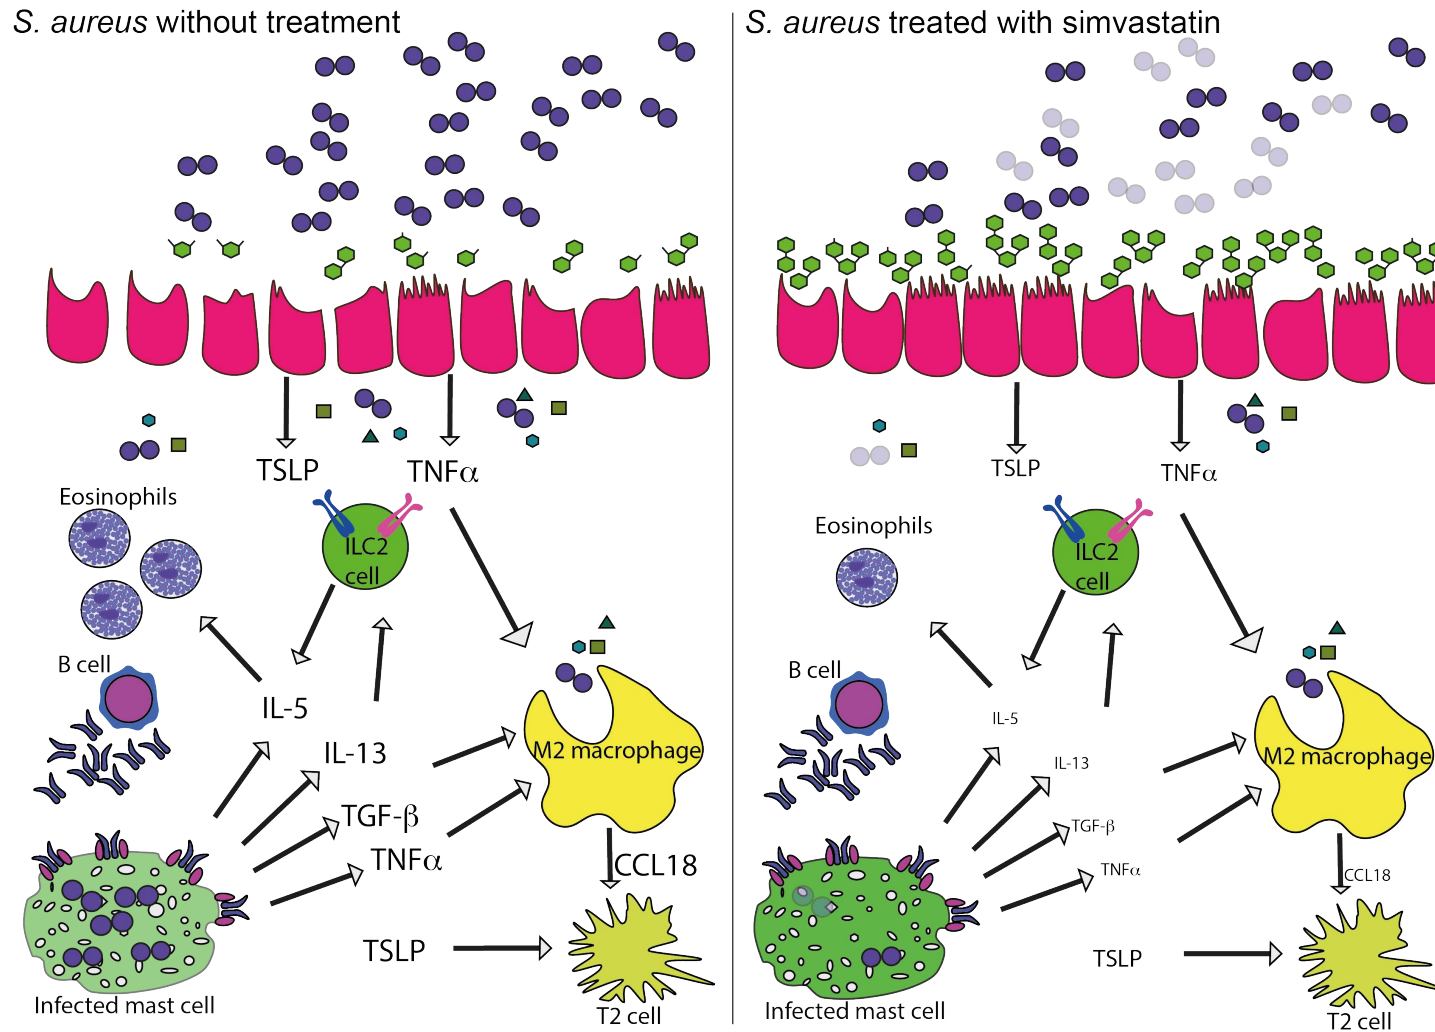 S. aureus without treatment
TSLP
TNFα
Eosinophils
ILC2
cell
B cell
IL-5
IL-13
M2 macrophage
TGF-β
TNFα
CCL18
TSLP
Infected mast cell
T2 cell
S. aureus treated with simvastatin
TSLP
TNFα
Eosinophils
ILC2
cell
B cell
IL-5
IL-13
M2 macrophage
TGF-β
TNFα
CCL18
TSLP
Infected mast cell
T2 cell